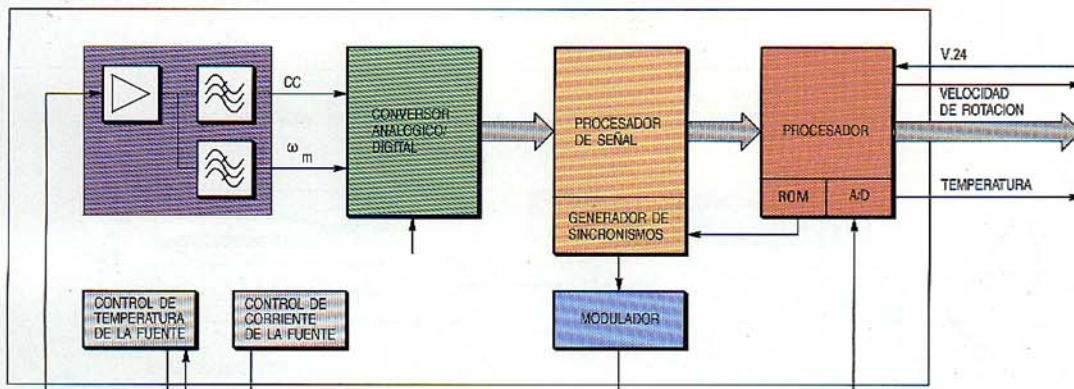 CC
ω m
CONVERSOR
ANALOGICO/
DIGITAL
PROCESADOR
DE SEÑAL
GENERADOR DE
SINCRONISMOS
PROCESADOR
ROM
A/D
V.24
VELOCIDAD
DE ROTACION
TEMPERATURA
CONTROL DE
TEMPERATURA
DE LA FUENTE
CONTROL DE
CORRIENTE
DE LA FUENTE
MODULADOR